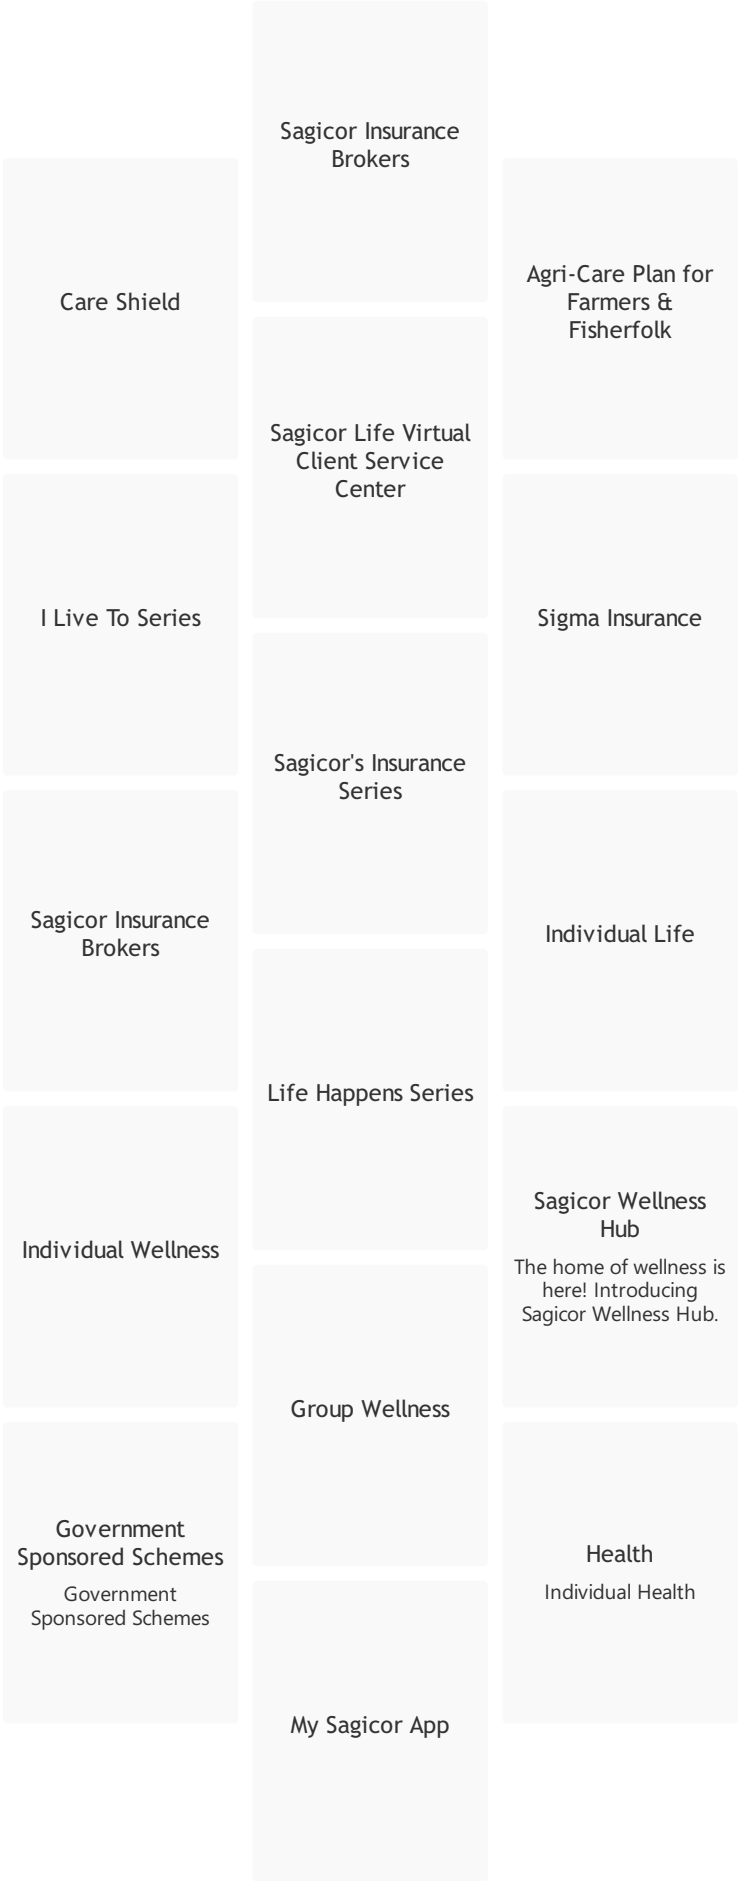 Sagicor Insurance
Brokers
Care Shield
Agri-Care Plan for
Farmers &
Fisherfolk
Sagicor Life Virtual
Client Service
Center
I Live To Series
Sigma Insurance
Sagicor's Insurance
Series
Sagicor Insurance
Brokers
Individual Life
Life Happens Series
Individual Wellness
Sagicor Wellness
Hub
The home of wellness is
here! Introducing
Sagicor Wellness Hub.
Group Wellness
Government
Sponsored Schemes
Government
Sponsored Schemes
Health
Individual Health
My Sagicor App